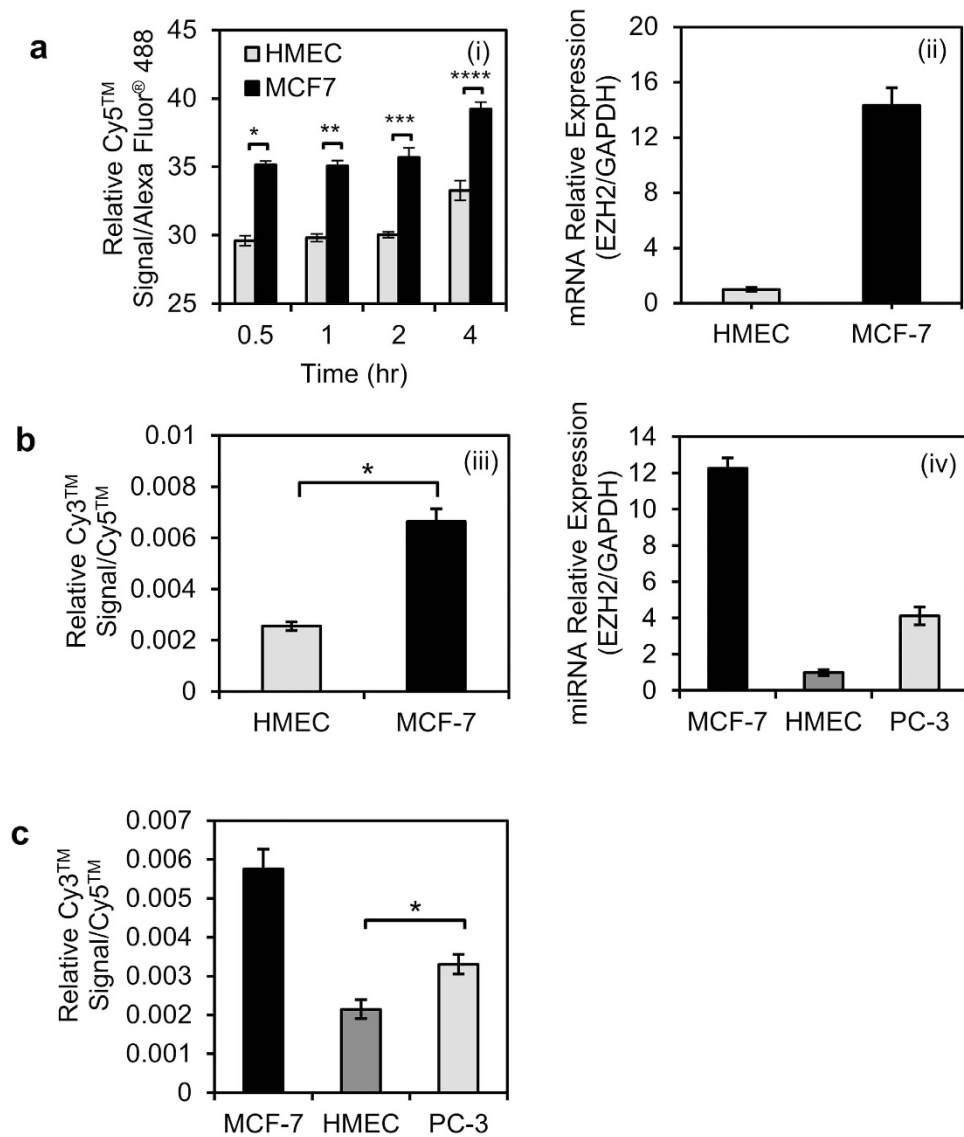 a
Relative Cy5™
Signal/Alexa Fluor® 488
45
40
35
30
25
HMEC
MCF7
(i)
*
**
***
****
0.5 1 2 4
Time (hr)
mRNA Relative Expression
(EZH2/GAPDH)
20
16
12
8
4
0
(ii)
HMEC MCF-7
b
Relative Cy3™
Signal/Cy5™
0.01
0.008
0.006
0.004
0.002
0
(iii)
*
HMEC MCF-7
miRNA Relative Expression
(EZH2/GAPDH)
14
12
10
8
6
4
2
0
(iv)
MCF-7 HMEC PC-3
c
Relative Cy3™
Signal/Cy5™
0.007
0.006
0.005
0.004
0.003
0.002
0.001
0
*
MCF-7 HMEC PC-3